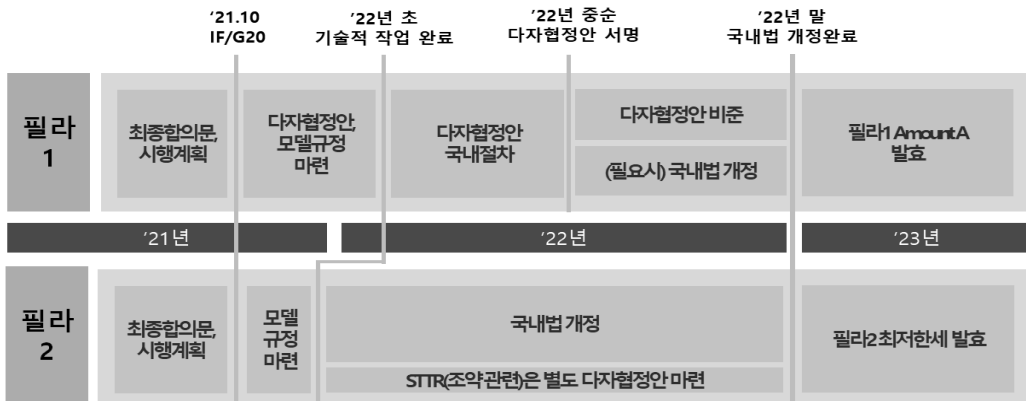 ‘21.10
IF/G20
’22년 초
기술적 작업 완료
’22년 중순
다자협정안 서명
’22년 말
국내법 개정완료
필라
1
최종합의문,
시행계획
다자협정안,
모델규정
마련
다자협정안
국내절차
다자협정안 비준
(필요시) 국내법 개정
필라1 Amount A
발효
’21년
’22년
’23년
필라
2
최종합의문,
시행계획
모델
규정
마련
국내법 개정
STTR(조약관련)은 별도 다자협정안 마련
필라2 최저한세 발효